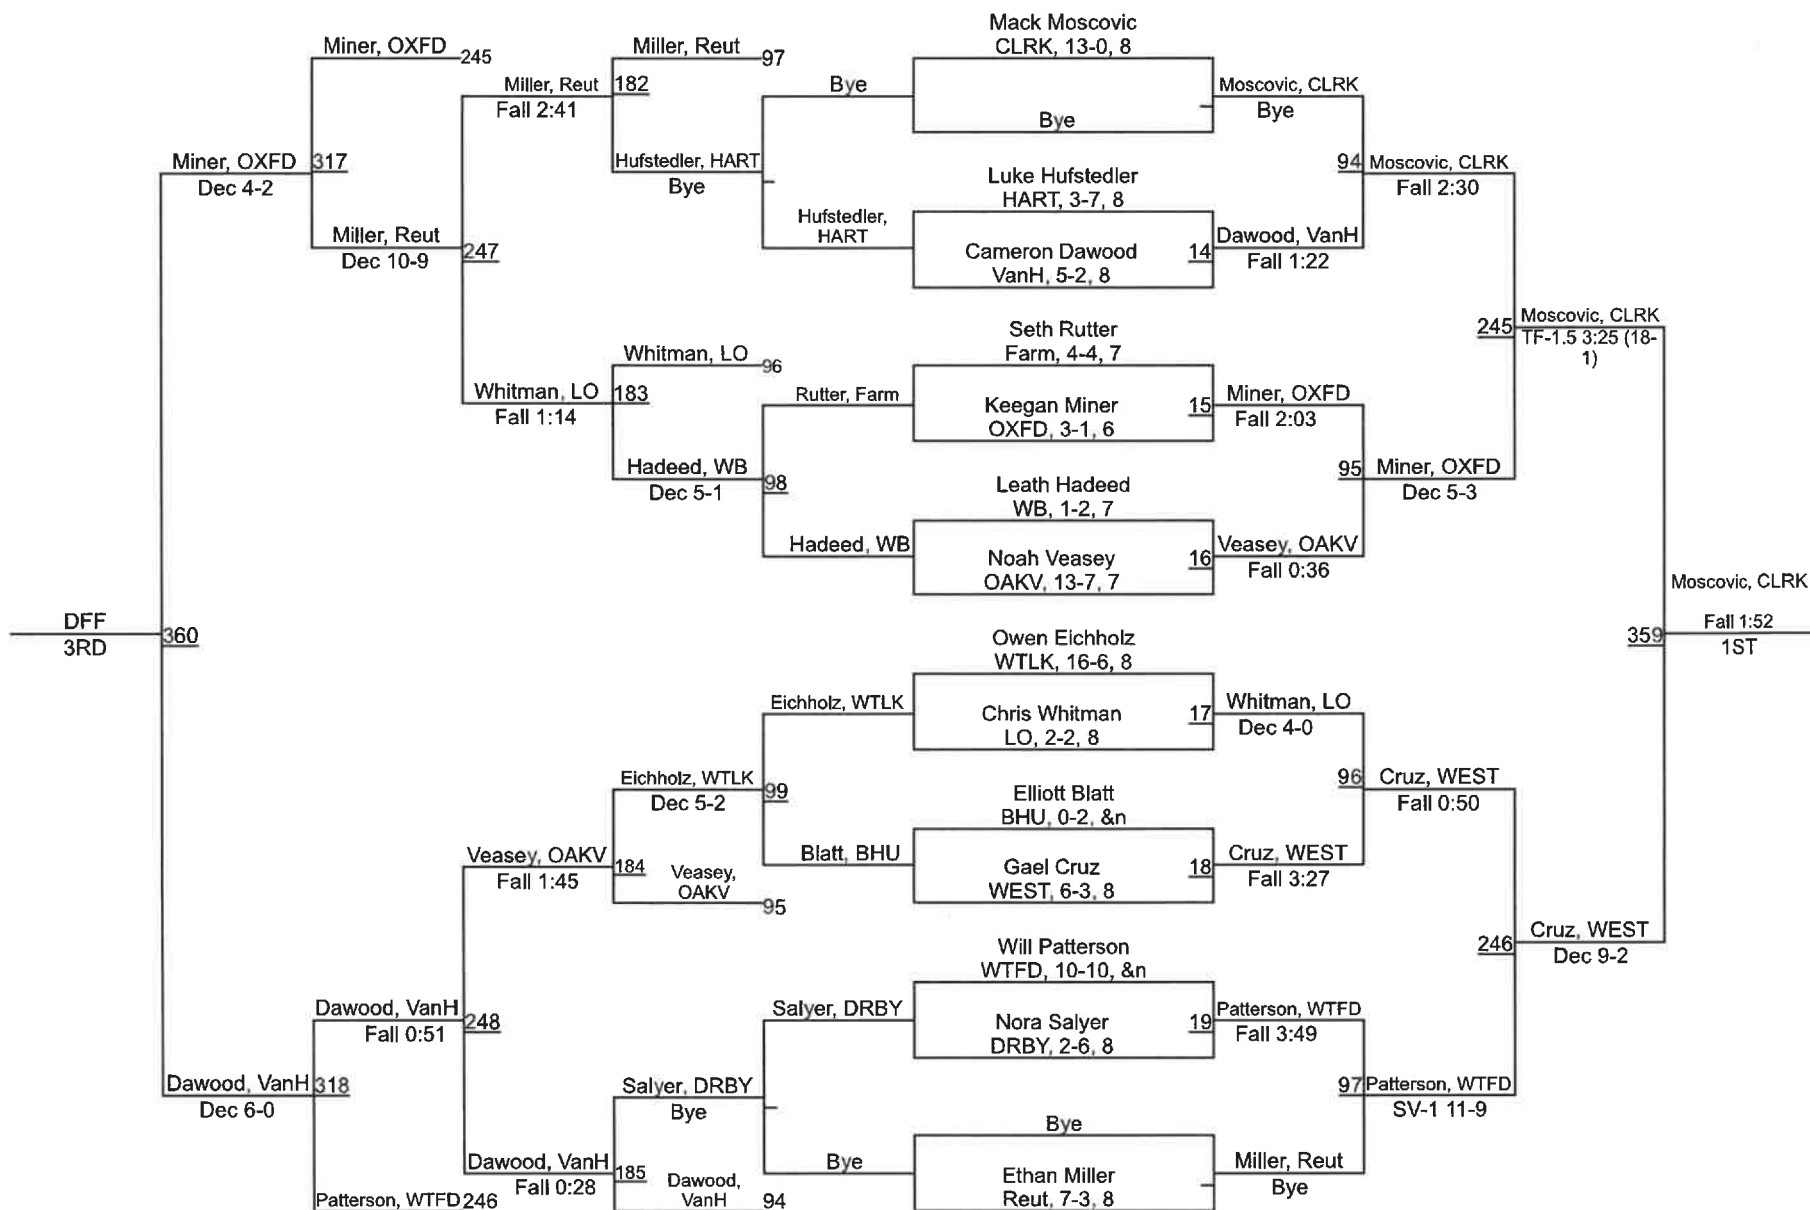 Mack Moscovic
Miner, OXFD
245
Miller, Reut
97
CLRK, 13-0, 8
Miller, Reut
182
Bye
Moscovic, CLRK
Fall 2:41
Bye
Bye
Miner, OXFD
317
Hufstedler, HART
94
Moscovic, CLRK
Dec 4-2
Bye
Luke Hufstedler
Fall 2:30
HART, 3-7, 8
Hufstedler,
HART
Miller, Reut
247
Cameron Dawood
14
Dawood, VanH
Dec 10-9
VanH, 5-2, 8
Fall 1:22
Seth Rutter
245
Moscovic, CLRK
Whitman, LO
96
Farm, 4-4, 7
TF-1.5 3:25 (18-
1)
Whitman, LO
183
Rutter, Farm
Keegan Miner
15
Miner, OXFD
Fall 1:14
OXFD, 3-1, 6
Fall 2:03
Hadeed, WB
98
Leath Hadeed
95
Miner, OXFD
Dec 5-1
WB, 1-2, 7
Dec 5-3
Hadeed, WB
Noah Veasey
16
Veasey, OAKV
OAKV, 13-7, 7
Fall 0:36
Moscovic, CLRK
DFF
360
Owen Eichholz
359
Fall 1:52
3RD
WTLK, 16-6, 8
1ST
Eichholz, WTLK
Chris Whitman
17
Whitman, LO
LO, 2-2, 8
Dec 4-0
Eichholz, WTLK
99
Elliott Blatt
96
Cruz, WEST
Dec 5-2
BHU, 0-2, &n
Fall 0:50
Veasey, OAKV
184
Veasey,
OAKV
95
Blatt, BHU
Gael Cruz
18
Cruz, WEST
Fall 1:45
WEST, 6-3, 8
Fall 3:27
Will Patterson
246
Cruz, WEST
WTFD, 10-10, &n
Dec 9-2
Dawood, VanH
248
Salyer, DRBY
Nora Salyer
19
Patterson, WTFD
Fall 0:51
DRBY, 2-6, 8
Fall 3:49
Dawood, VanH
318
Salyer, DRBY
97
Patterson, WTFD
Dec 6-0
Bye
SV-1 11-9
Bye
Dawood, VanH
185
Bye
Ethan Miller
Miller, Reut
Fall 0:28
Dawood,
VanH
94
Reut, 7-3, 8
Bye
Patterson, WTFD
246